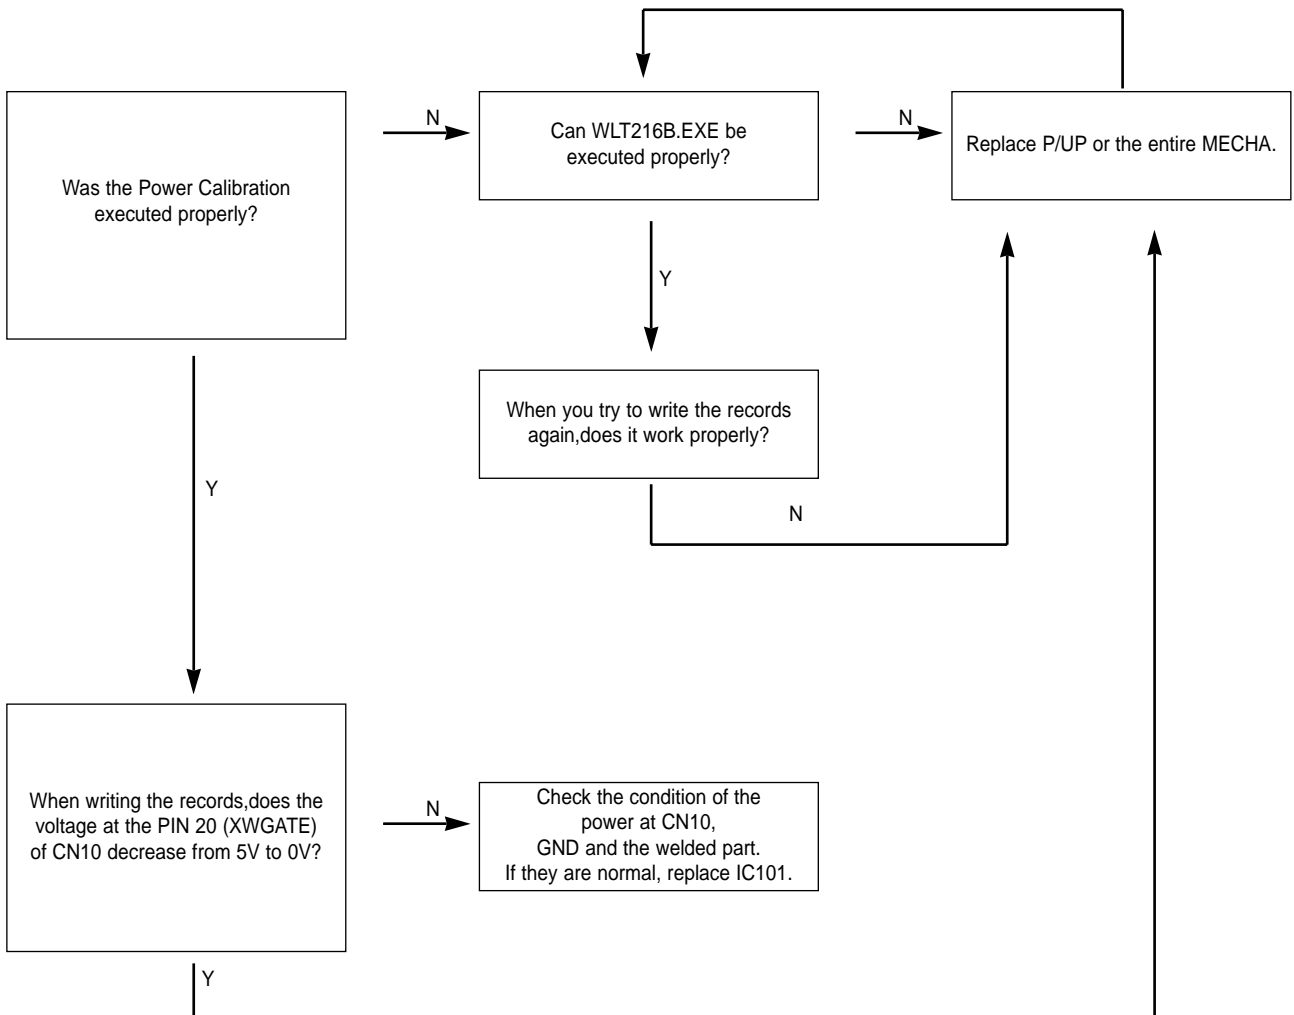 N
Can WLT216B.EXE be
executed properly?
N
Replace P/UP or the entire MECHA.
Was the Power Calibration
executed properly?
Y
When you try to write the records
again,does it work properly?
Y
N
When writing the records,does the
voltage at the PIN 20 (XWGATE)
of CN10 decrease from 5V to 0V?
N
Check the condition of the
power at CN10,
GND and the welded part.
If they are normal, replace IC101.
Y